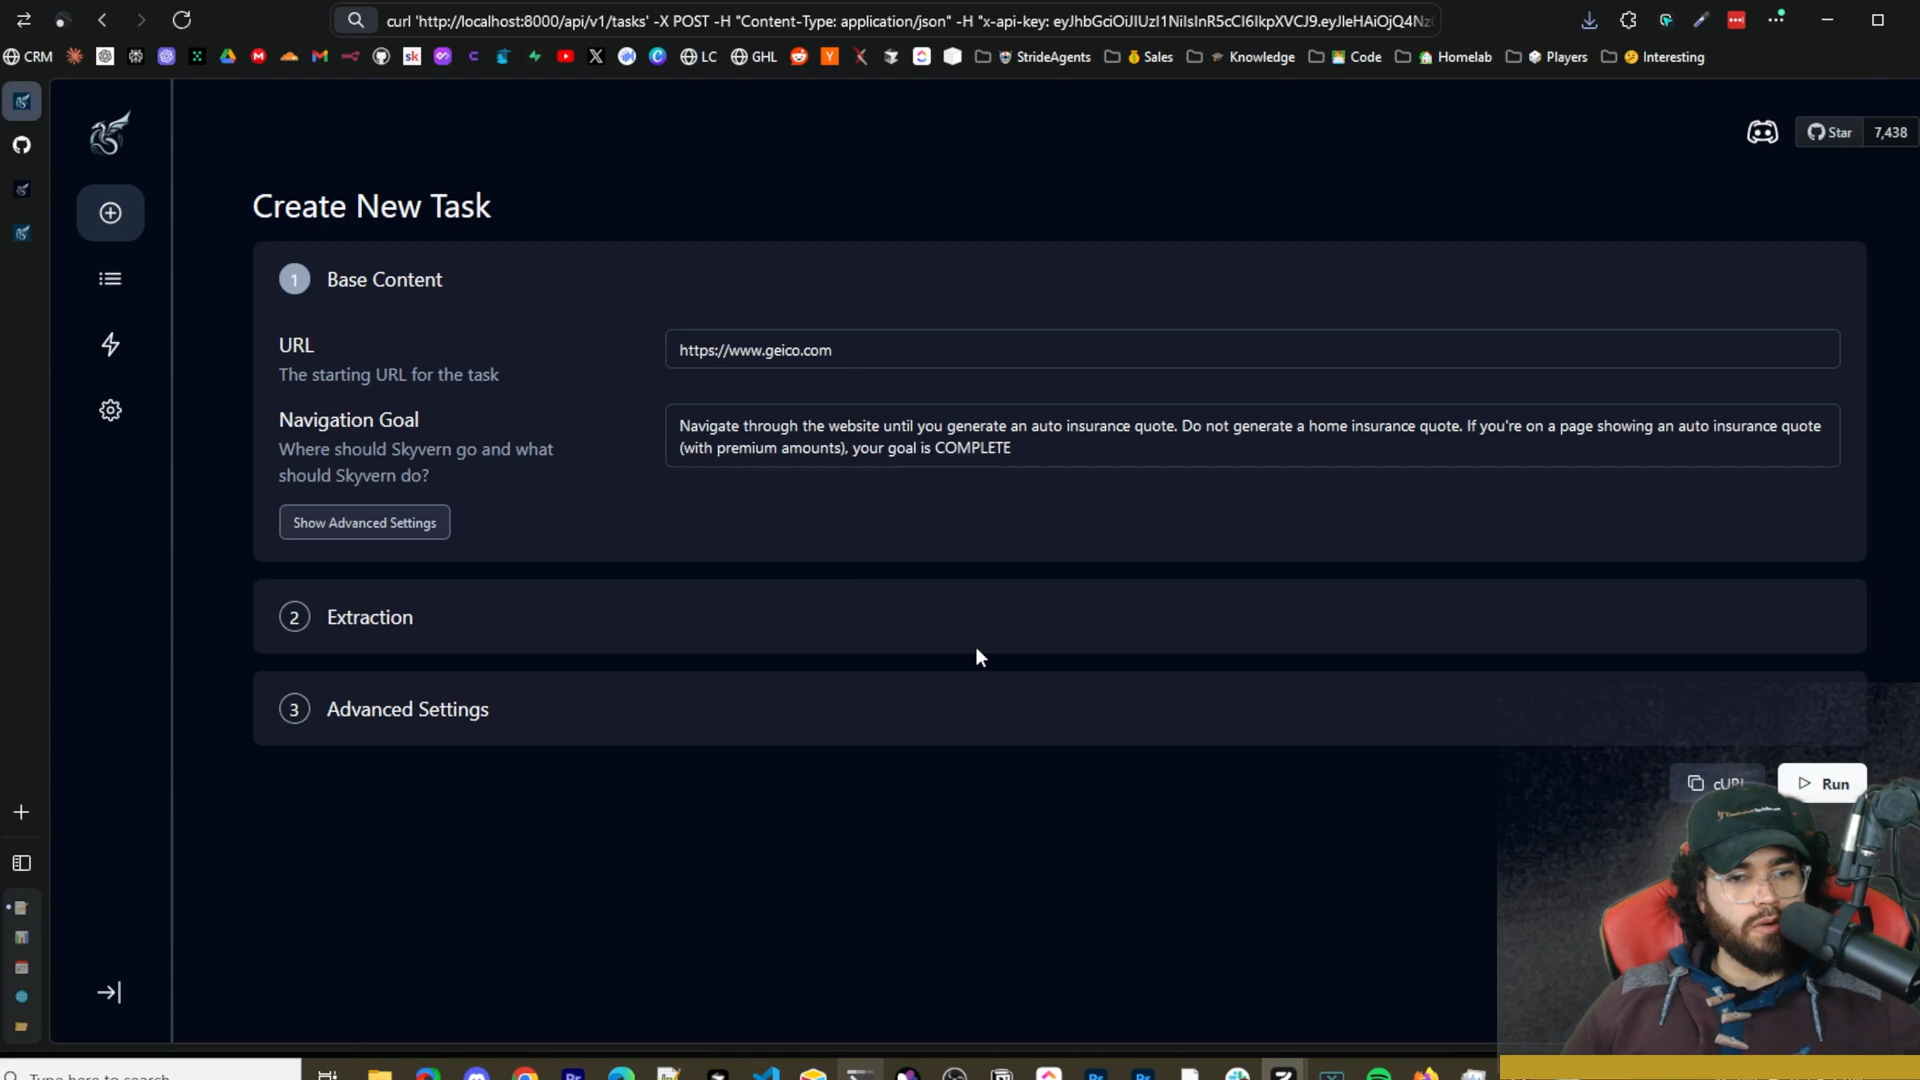 curl 'http://localhost:8000/api/v1/tasks' -X POST -H "Content-Type: application/json" -H "x-api-key:
CRM
LC
GHL
StrideAgents
Sales
Knowledge
Code
Homelab
Players
Interesting
Star 7,438
Create New Task
1 Base Content
URL
The starting URL for the task
https://www.geico.com
Navigation Goal
Where should Skyvern go and what
should Skyvern do?
Navigate through the website until you generate an auto insurance quote. Do not generate a home insurance quote. If you're on a page showing an auto insurance quote
(with premium amounts), your goal is COMPLETE
Show Advanced Settings
2 Extraction
3 Advanced Settings
cURL
Run
Type here to search